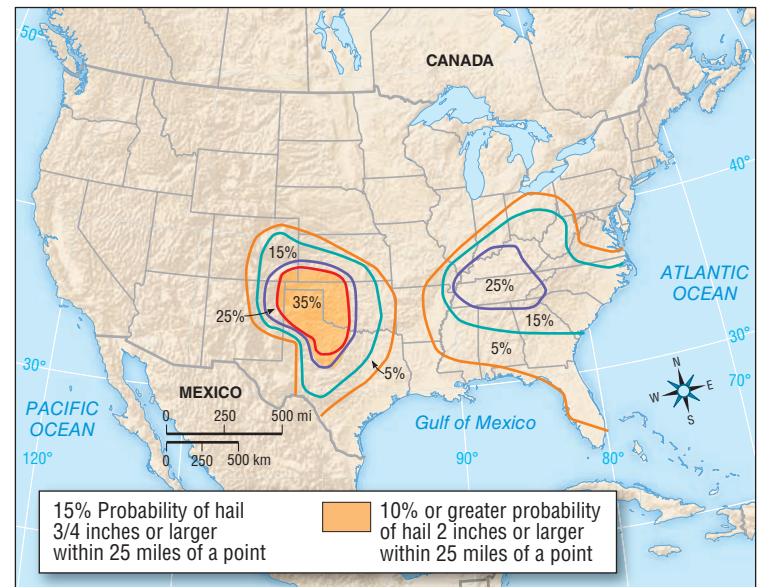 50°
CANADA
40°
15%
35%
25%
25%
15%
5%
5%
ATLANTIC
OCEAN
30°
70°
N
W
E
S
30°
MEXICO
PACIFIC
OCEAN
0 250 500 mi
0 250 500 km
Gulf of Mexico
120°
90°
80°
15% Probability of hail
3/4 inches or larger
within 25 miles of a point
10% or greater probability
of hail 2 inches or larger
within 25 miles of a point